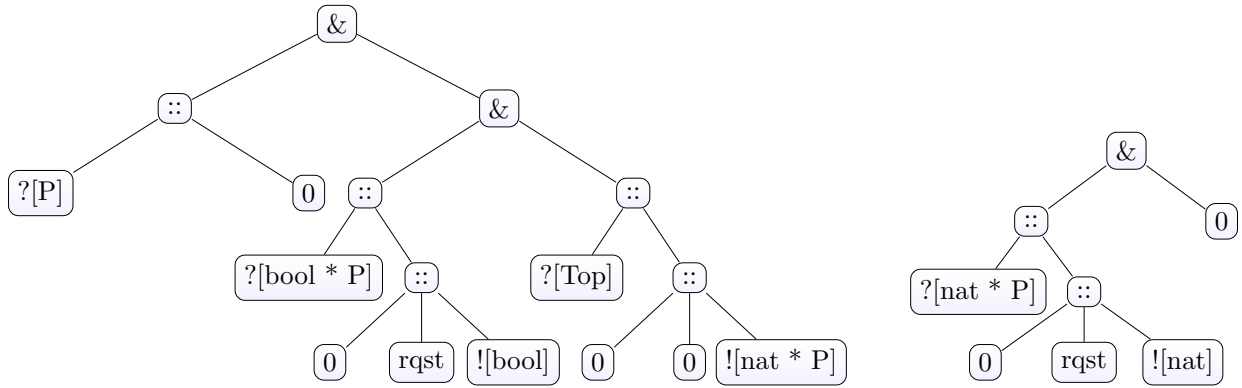 &
:: &
&
?[P] 0 :: ::
:: 0
?[bool * P] :: ?[Top] ::
?[nat * P] ::
0 rqst ![bool] 0 0 ![nat * P]
0 rqst ![nat]